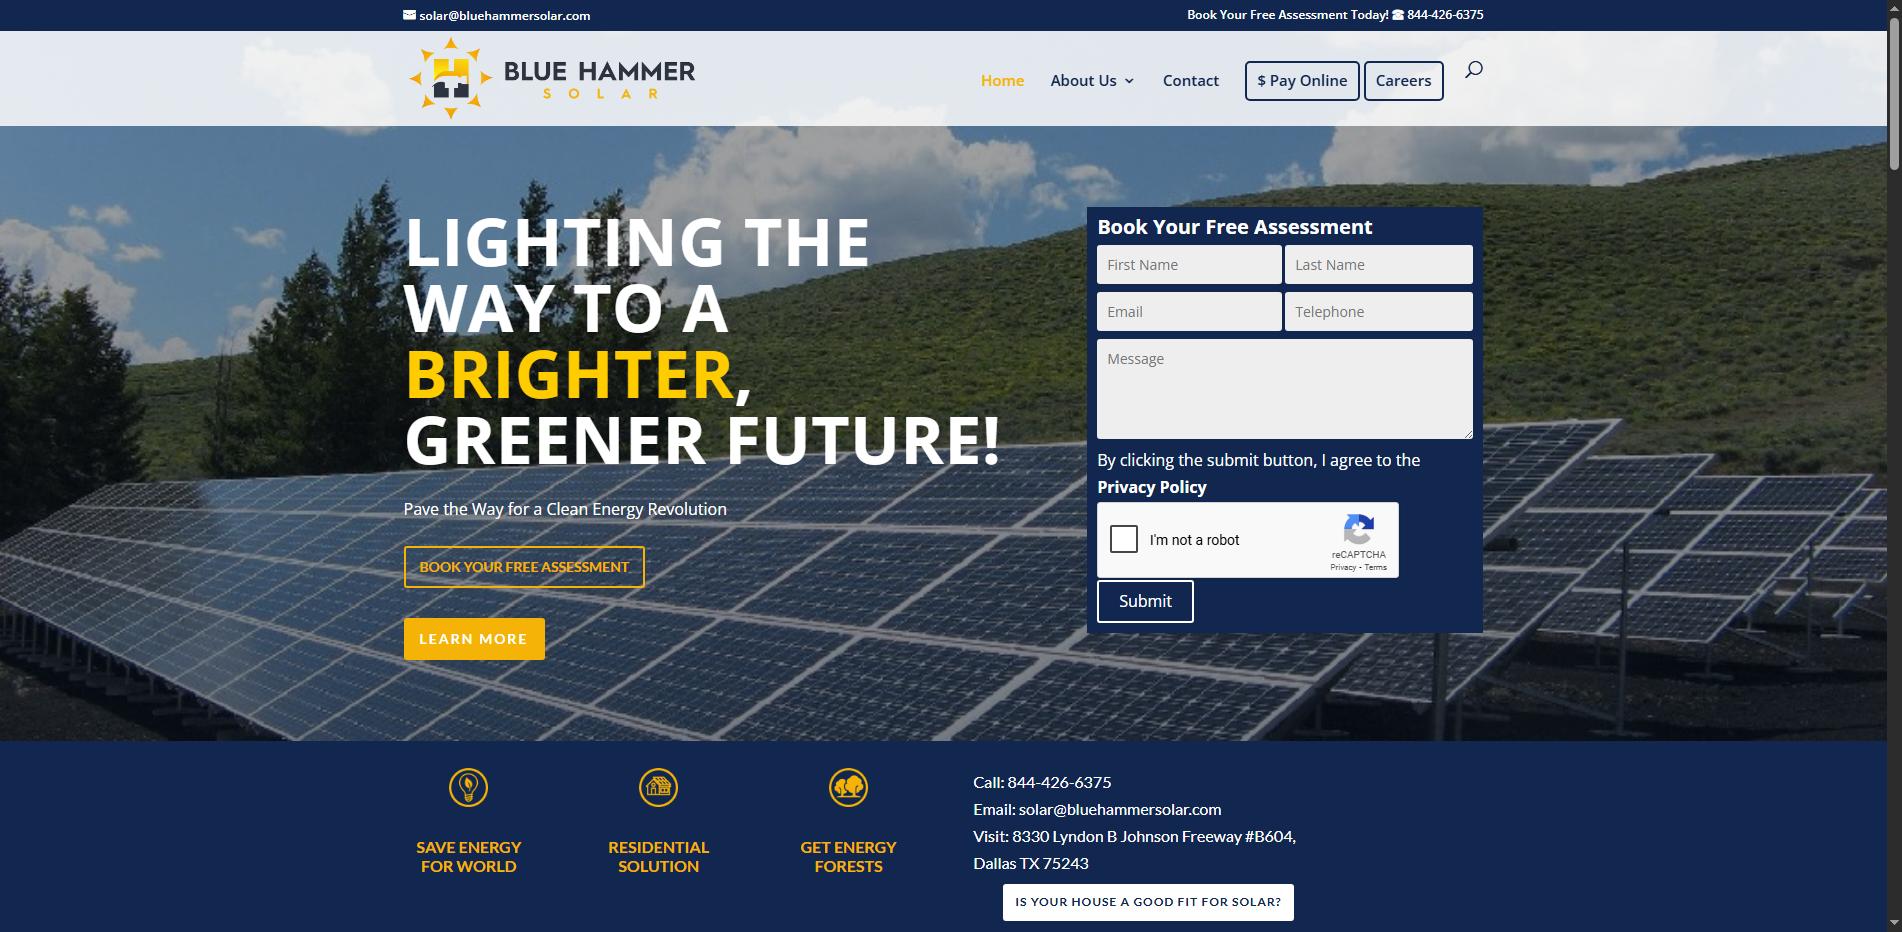 solar@bluehammersolar.com
Book Your Free Assessment Today! ☎ 844-426-6375
BLUE HAMMER
SOLAR
Home
About Us
Contact
$ Pay Online
Careers
LIGHTING THE
WAY TO A
BRIGHTER,
GREENER FUTURE!
Pave the Way for a Clean Energy Revolution
BOOK YOUR FREE ASSESSMENT
LEARN MORE
Book Your Free Assessment
First Name
Last Name
Email
Telephone
Message
By clicking the submit button, I agree to the
Privacy Policy
I'm not a robot
reCAPTCHA
Privacy - Terms
Submit
SAVE ENERGY
FOR WORLD
RESIDENTIAL
SOLUTION
GET ENERGY
FORESTS
Call: 844-426-6375
Email: solar@bluehammersolar.com
Visit: 8330 Lyndon B Johnson Freeway #B604,
Dallas TX 75243
IS YOUR HOUSE A GOOD FIT FOR SOLAR?